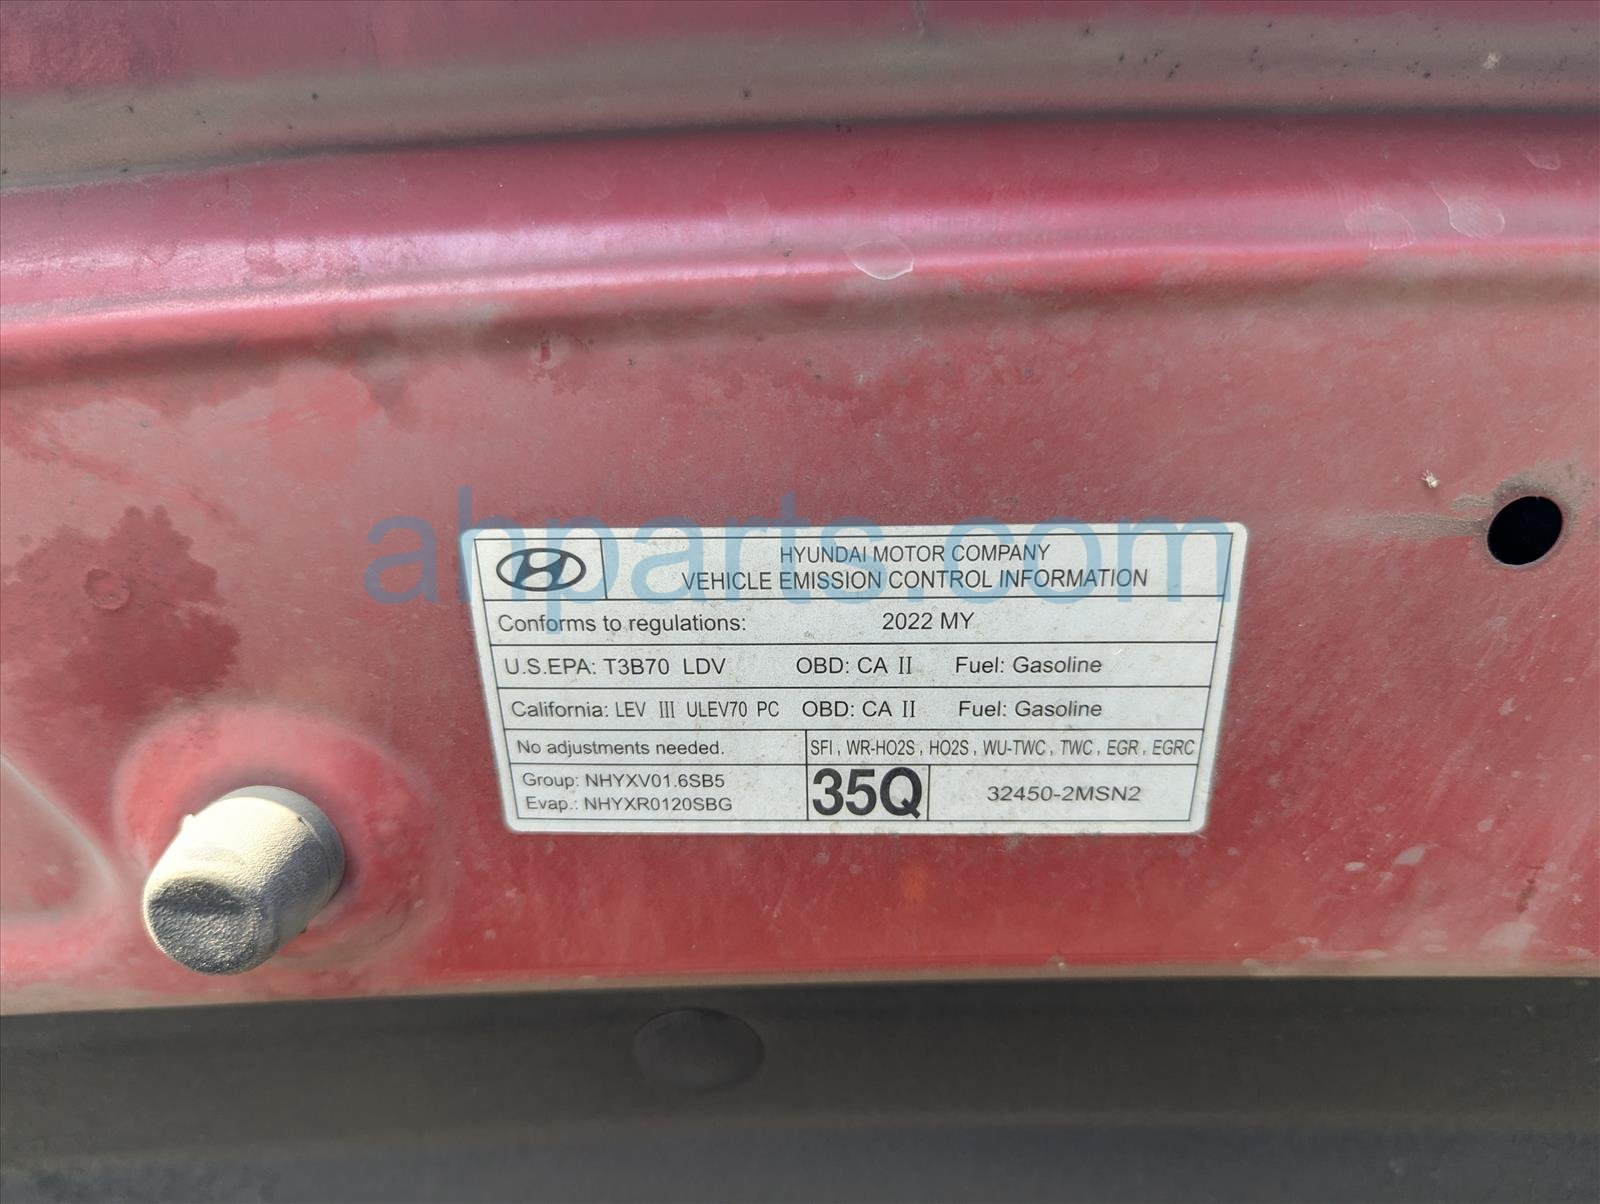 HYUNDAI MOTOR COMPANY
VEHICLE EMISSION CONTROL INFORMATION
Conforms to regulations: 2022 MY
U.S.EPA: T3B70 LDV OBD: CA II Fuel: Gasoline
California: LEV III ULEV70 PC OBD: CA II Fuel: Gasoline
No adjustments needed. SFI, WR-HO2S, HO2S, WU-TWC, TWC, EGR, EGRC
Group: NHYXV01.6SB5
Evap.: NHYXR0120SBG
35Q 32450-2MSN2
ahparts.com